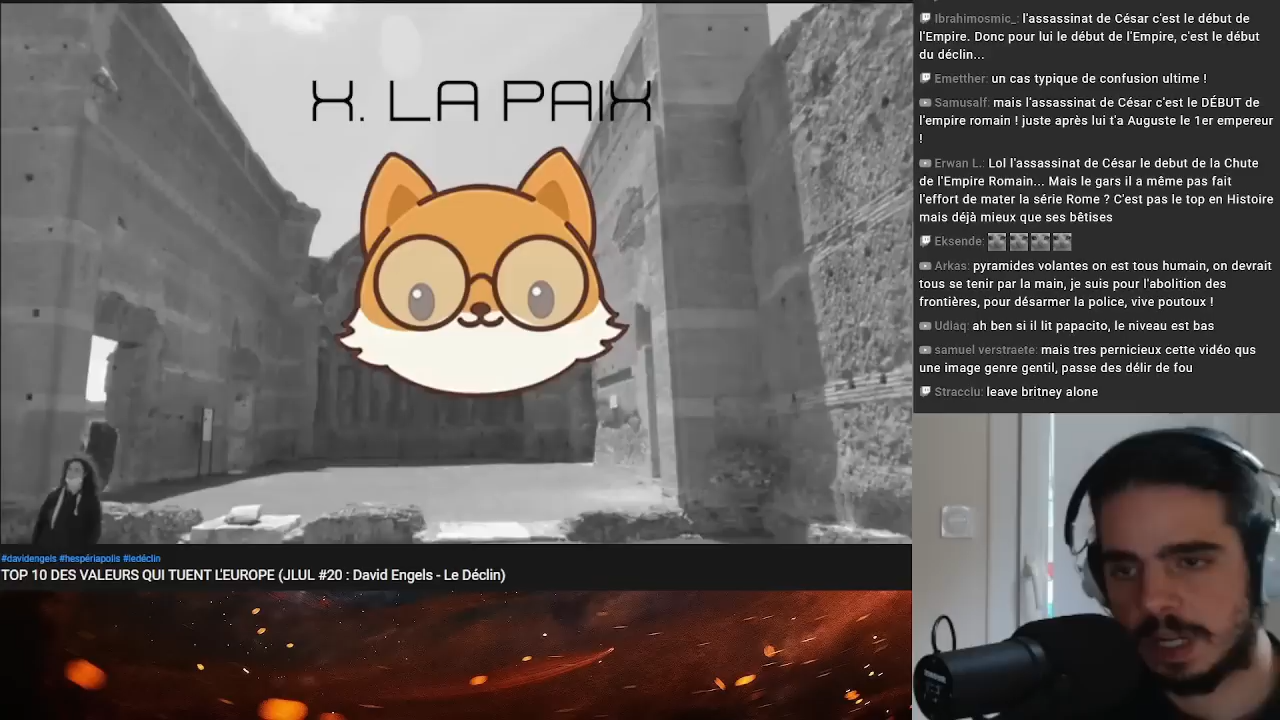 X. LA PAIX
#davidengels #hespériapolis #ledéclin
TOP 10 DES VALEURS QUI TUENT L'EUROPE (JLUL #20 : David Engels - Le Déclin)
Ibrahimosmic_: l'assassinat de César c'est le début de
l'Empire. Donc pour lui le début de l'Empire, c'est le début
du déclin...
Emetther: un cas typique de confusion ultime !
Samusalf: mais l'assassinat de César c'est le DÉBUT de
l'empire romain ! juste après lui t'a Auguste le 1er empereur
!
Erwan L.: Lol l'assassinat de César le debut de la Chute
de l'Empire Romain... Mais le gars il a même pas fait
l'effort de mater la série Rome ? C'est pas le top en Histoire
mais déjà mieux que ses bêtises
Eksende:
Arkas: pyramides volantes on est tous humain, on devrait
tous se tenir par la main, je suis pour l'abolition des
frontières, pour désarmer la police, vive poutoux !
Udiaq: ah ben si il lit papacito, le niveau est bas
samuel verstraete: mais tres pernicieux cette vidéo qus
une image genre gentil, passe des délir de fou
Stracciu: leave britney alone